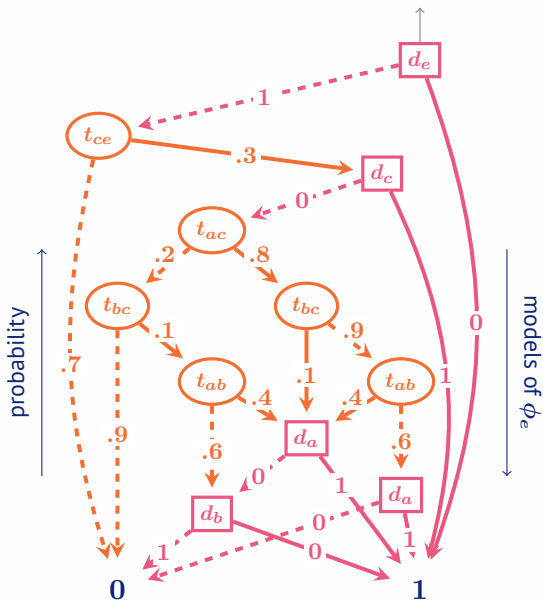 d_e
1
t_ce
.3
d_c
0
t_ac
.2
.8
t_bc
t_bc
0
probability
models of ϕ_e
.1
.9
.7
t_ab
.1
t_ab
1
.4
.4
.9
d_a
.6
.6
0
1
d_a
d_b
0
1
0
1
0
1